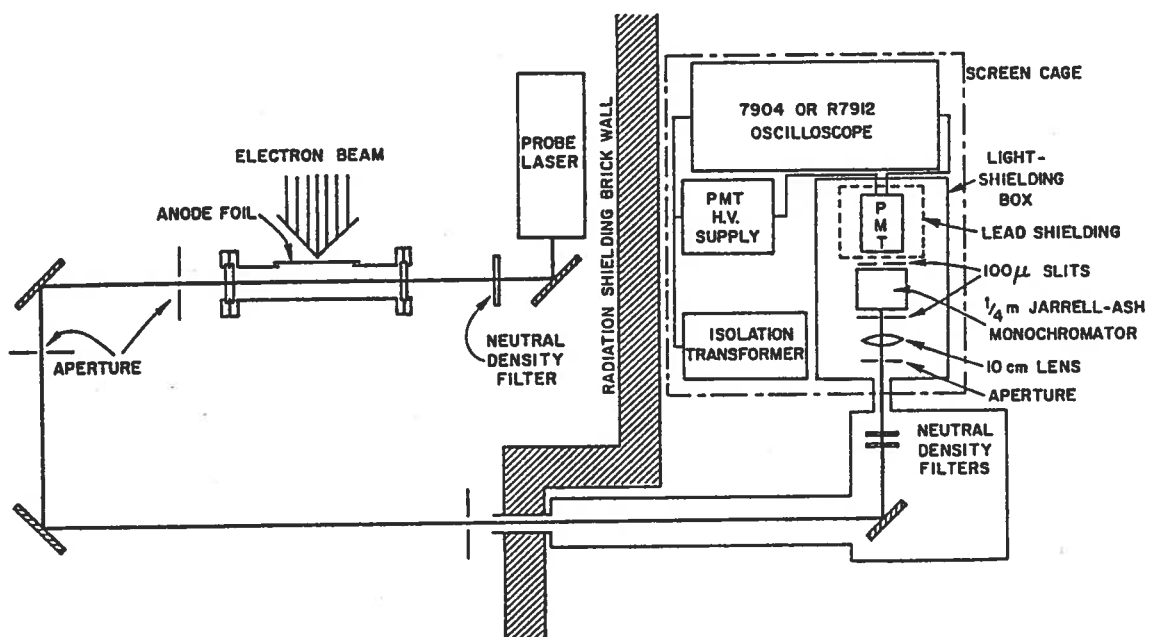 ELECTRON BEAM
ANODE FOIL
PROBE
LASER
APERTURE
NEUTRAL
DENSITY
FILTER
RADIATION SHIELDING BRICK WALL
SCREEN CAGE
7904 OR R7912
OSCILLOSCOPE
PMT
H.V.
SUPPLY
ISOLATION
TRANSFORMER
P
M
T
LIGHT-
SHIELDING
BOX
LEAD SHIELDING
100μ SLITS
1/4 m JARRELL-ASH
MONOCHROMATOR
10 cm LENS
APERTURE
NEUTRAL
DENSITY
FILTERS